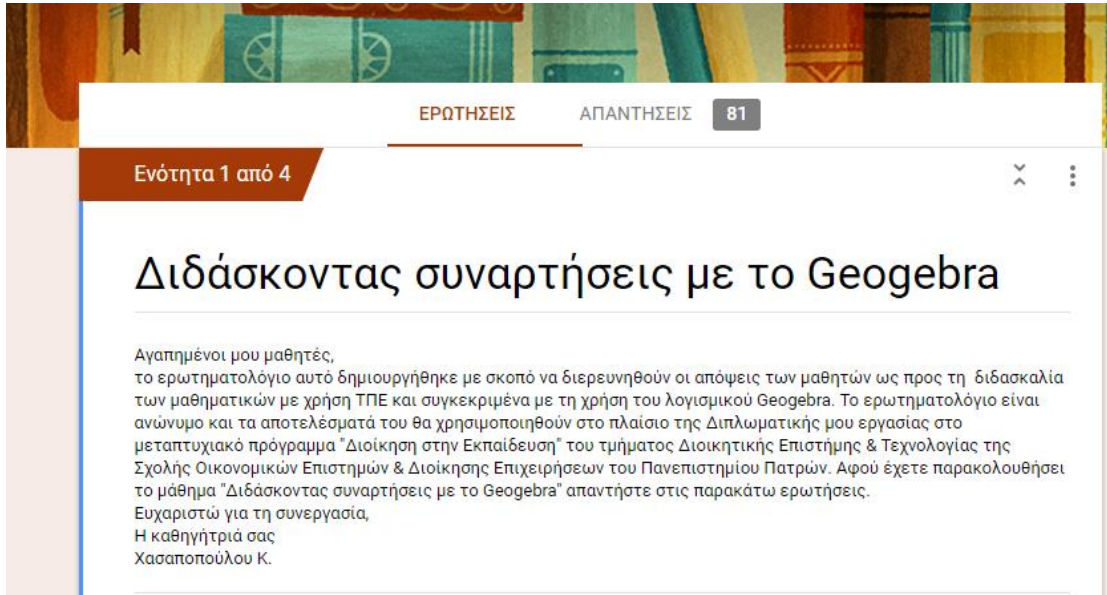 ΕΡΩΤΗΣΕΙΣ ΑΠΑΝΤΗΣΕΙΣ 81
Ενότητα 1 από 4
Διδάσκοντας συναρτήσεις με το Geogebra
Αγαπημένοι μου μαθητές,
το ερωτηματολόγιο αυτό δημιουργήθηκε με σκοπό να διερευνηθούν οι απόψεις των μαθητών ως προς τη διδασκαλία
των μαθηματικών με χρήση ΤΠΕ και συγκεκριμένα με τη χρήση του λογισμικού Geogebra. Το ερωτηματολόγιο είναι
ανώνυμο και τα αποτελέσματά του θα χρησιμοποιηθούν στο πλαίσιο της Διπλωματικής μου εργασίας στο
μεταπτυχιακό πρόγραμμα "Διοίκηση στην Εκπαίδευση" του τμήματος Διοικητικής Επιστήμης & Τεχνολογίας της
Σχολής Οικονομικών Επιστημών & Διοίκησης Επιχειρήσεων του Πανεπιστημίου Πατρών. Αφού έχετε παρακολουθήσει
το μάθημα "Διδάσκοντας συναρτήσεις με το Geogebra" απαντήστε στις παρακάτω ερωτήσεις.
Ευχαριστώ για τη συνεργασία,
Η καθηγήτριά σας
Χασαποπούλου Κ.